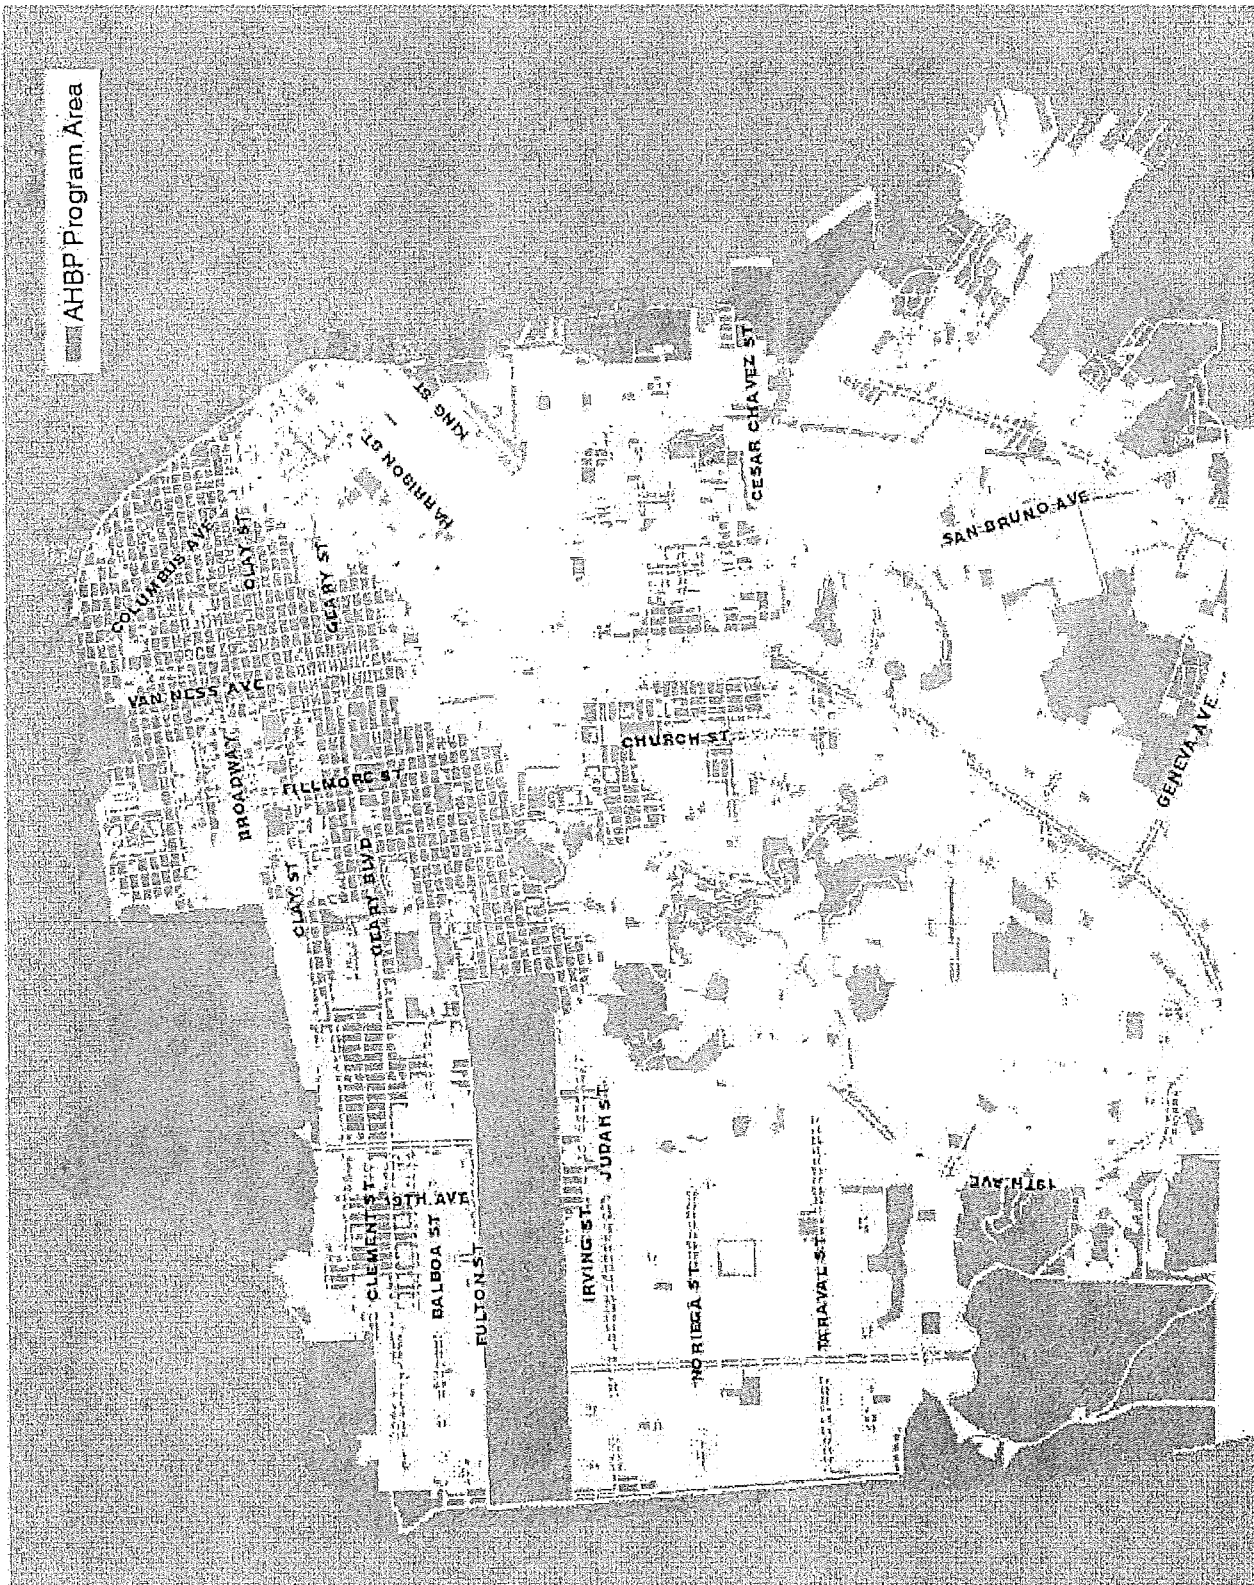 AHBP Program Area
COLUMBUS AVE
CLAY ST
GEARY ST
HARRISON ST
KING ST
VAN NESS AVE
BROADWAY
FILLMORE ST
CLAY ST
GEARY BLVD
CESAR CHAVEZ ST
SAN BRUNO AVE
CHURCH ST
GENEVA AVE
CLEMENT ST
19TH AVE
BALBOA ST
FULTON ST
IRVING ST
JUDAH ST
NORIEGA ST
TARAVAL ST
19TH AVE